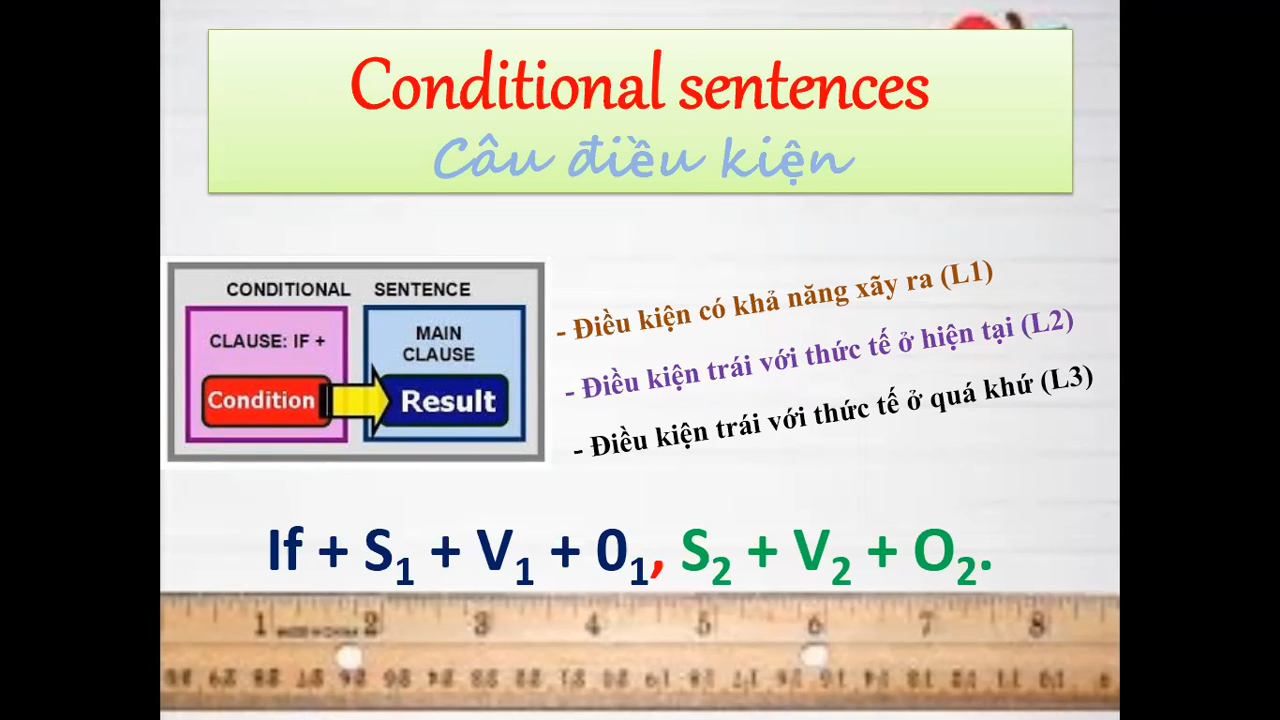 Conditional sentences
Câu điều kiện
CONDITIONAL SENTENCE
CLAUSE: IF +
Condition
MAIN
CLAUSE
Result
- Điều kiện có khả năng xãy ra (L1)
- Điều kiện trái với thức tế ở hiện tại (L2)
- Điều kiện trái với thức tế ở quá khứ (L3)
If + S₁ + V₁ + 0₁, S₂ + V₂ + O₂.
1 2 3 4 5 6 7 8